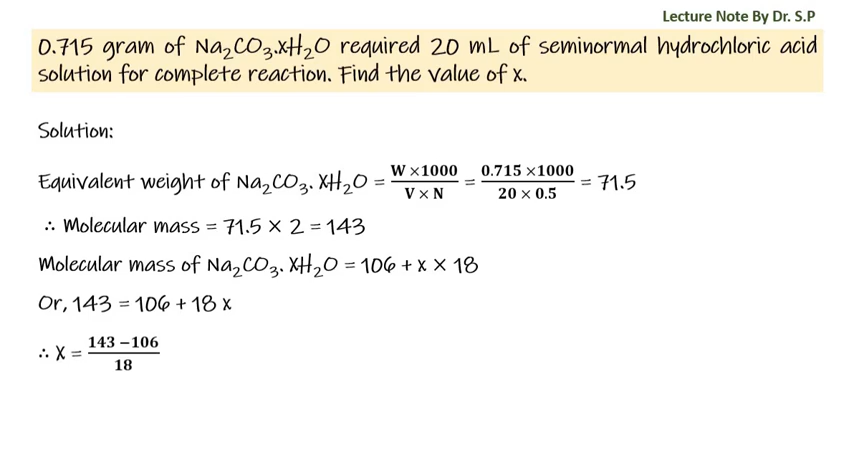 Lecture Note By Dr. S.P
0.715 gram of Na₂CO₃.xH₂O required 20 mL of seminormal hydrochloric acid
solution for complete reaction. Find the value of x.
Solution:
Equivalent weight of Na₂CO₃. XH₂O = W ×1000 / V × N = 0.715 ×1000 / 20 × 0.5 = 71.5
∴ Molecular mass = 71.5 × 2 = 143
Molecular mass of Na₂CO₃. XH₂O = 106 + x × 18
Or, 143 = 106 + 18 x
∴ X = 143 −106 / 18